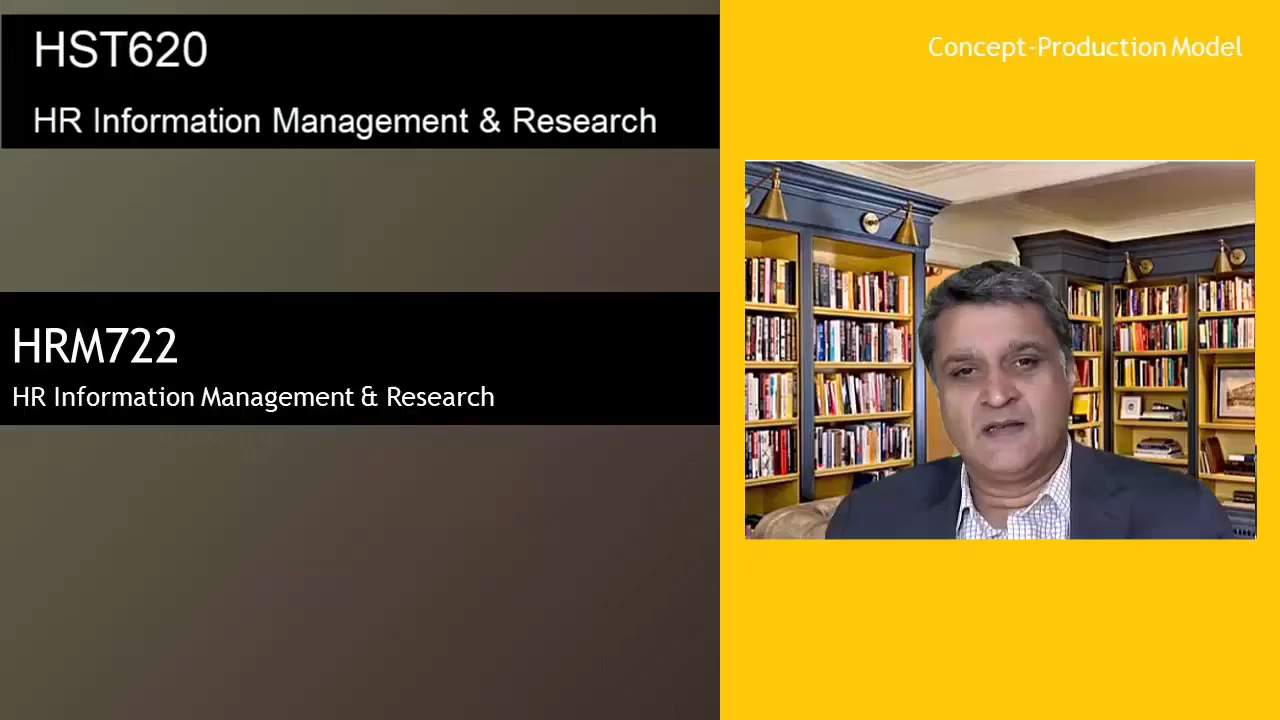 HST620
HR Information Management & Research
HRM722
HR Information Management & Research
Concept-Production Model